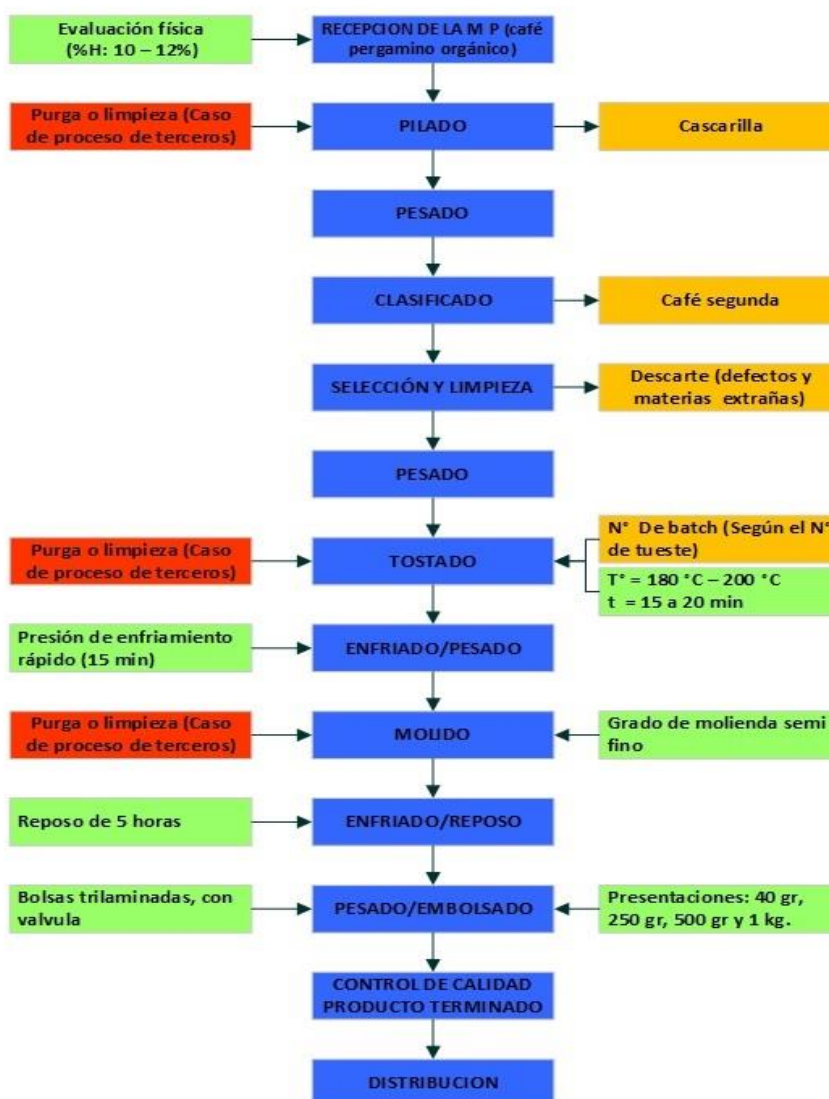 Evaluación física
(%H: 10 – 12%)
RECEPCION DE LA M P (café
pergamino orgánico)
Purga o limpieza (Caso
de proceso de terceros)
PILADO
Cascarilla
PESADO
CLASIFICADO
Café segunda
SELECCIÓN Y LIMPIEZA
Descarte (defectos y
materias extrañas)
PESADO
Purga o limpieza (Caso
de proceso de terceros)
TOSTADO
N° De batch (Según el N°
de tueste)
T° = 180 °C – 200 °C
t = 15 a 20 min
Presión de enfriamiento
rápido (15 min)
ENFRIADO/PESADO
Purga o limpieza (Caso
de proceso de terceros)
MOLIDO
Grado de molienda semi
fino
Reposo de 5 horas
ENFRIADO/REPOSO
Bolsas trilaminadas, con
valvula
PESADO/EMBOLSADO
Presentaciones: 40 gr,
250 gr, 500 gr y 1 kg.
CONTROL DE CALIDAD
PRODUCTO TERMINADO
DISTRIBUCION